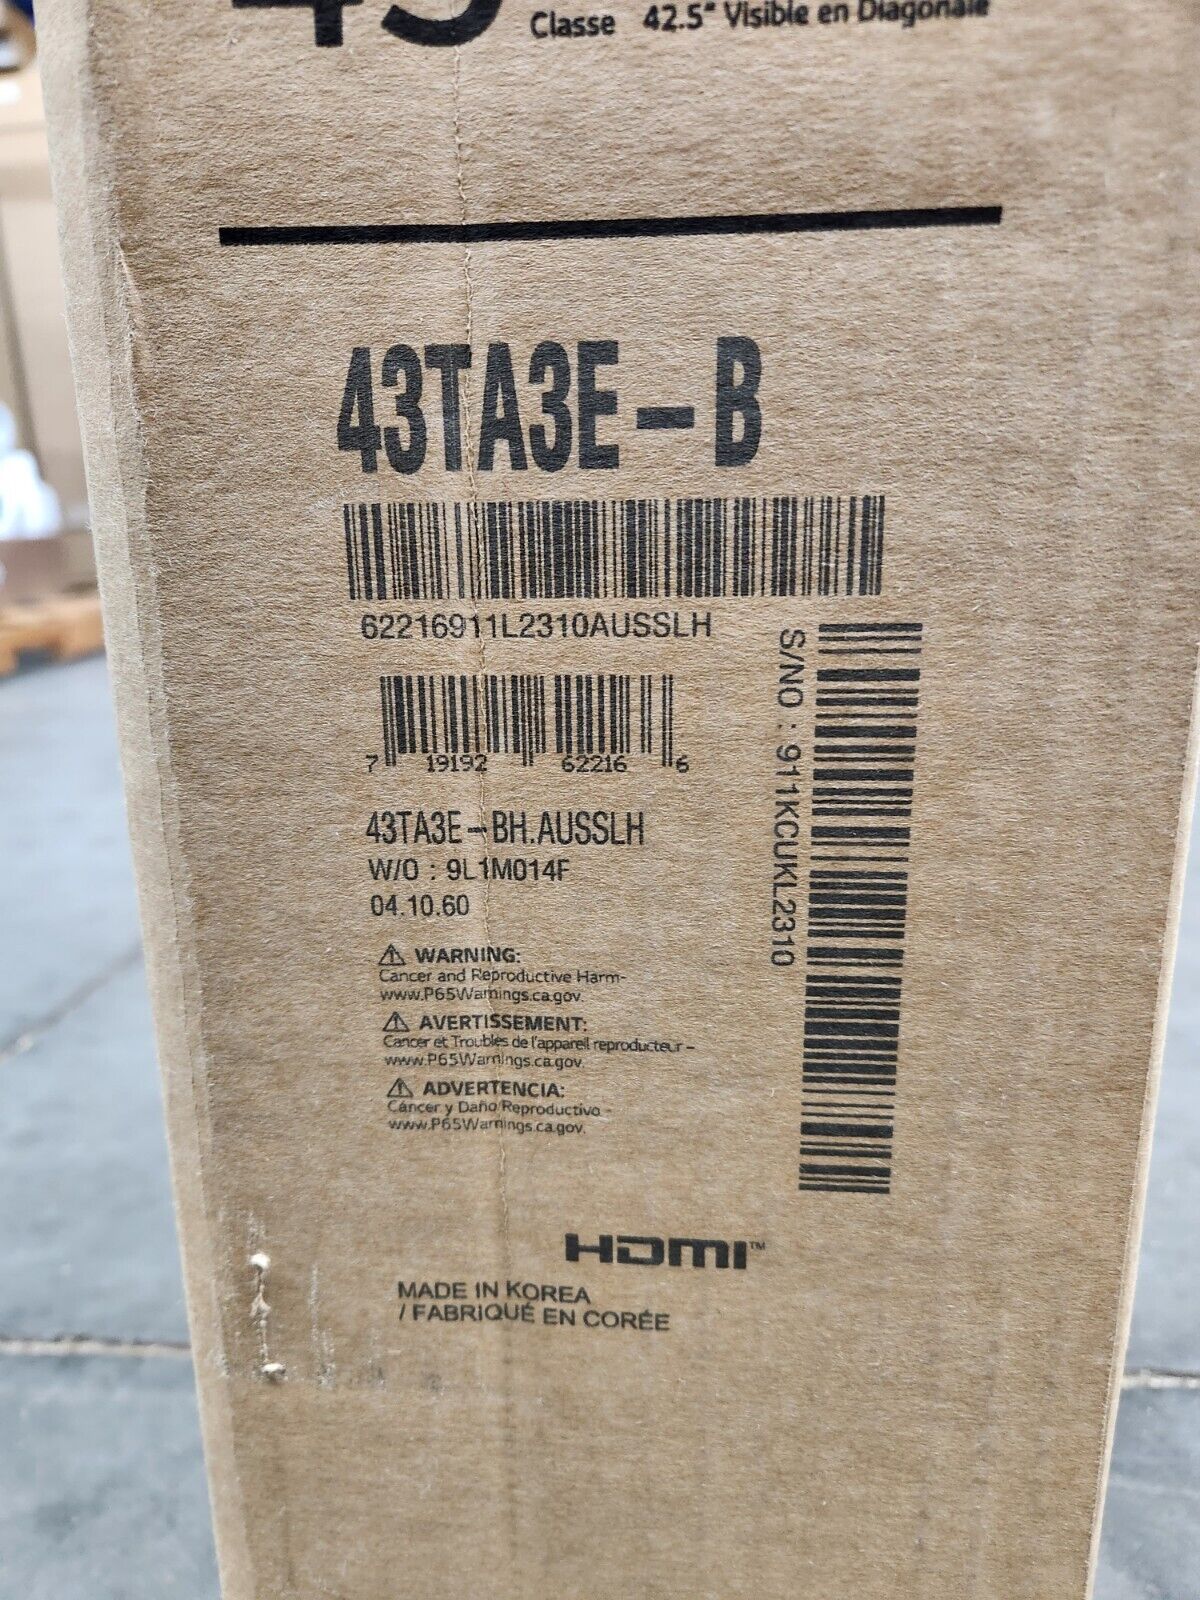 43
Classe 42.5" Visible en Diagonale
43TA3E-B
62216911L2310AUSSLH
7 19192 62216 6
43TA3E-BH.AUSSLH
W/O : 9L1M014F
04.10.60
S/NO : 911KCUKL2310
⚠ WARNING:
Cancer and Reproductive Harm-
www.P65Warnings.ca.gov.
⚠ AVERTISSEMENT:
Cancer et Troubles de l'appareil reproducteur –
www.P65Warnings.ca.gov.
⚠ ADVERTENCIA:
Cáncer y Daño Reproductivo -
www.P65Warnings.ca.gov.
HDMI™
MADE IN KOREA
/ FABRIQUÉ EN CORÉE